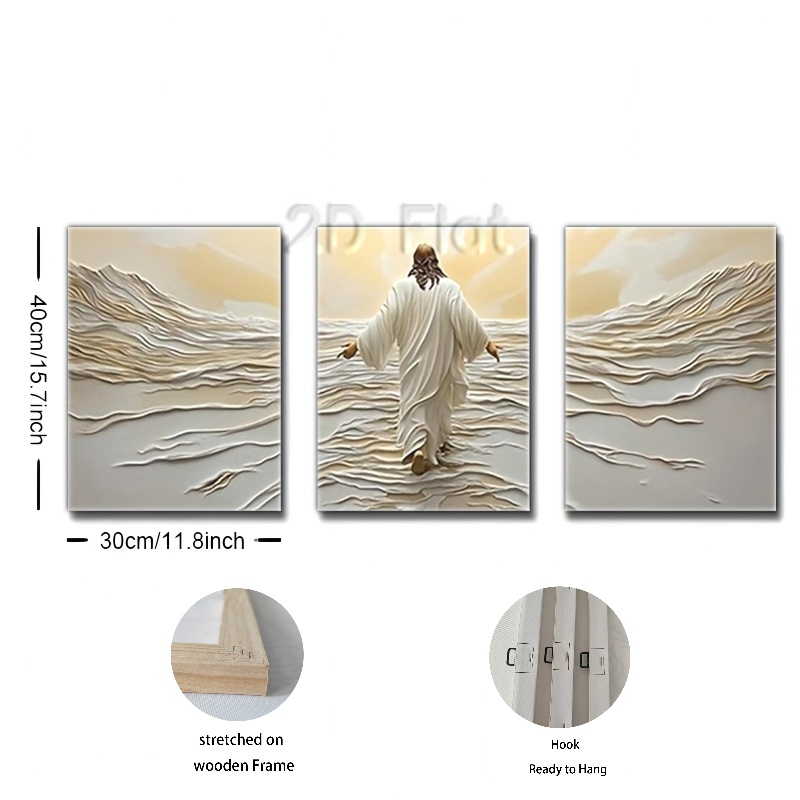 2D Flat
40cm/15.7inch
30cm/11.8inch
stretched on
wooden Frame
Hook
Ready to Hang